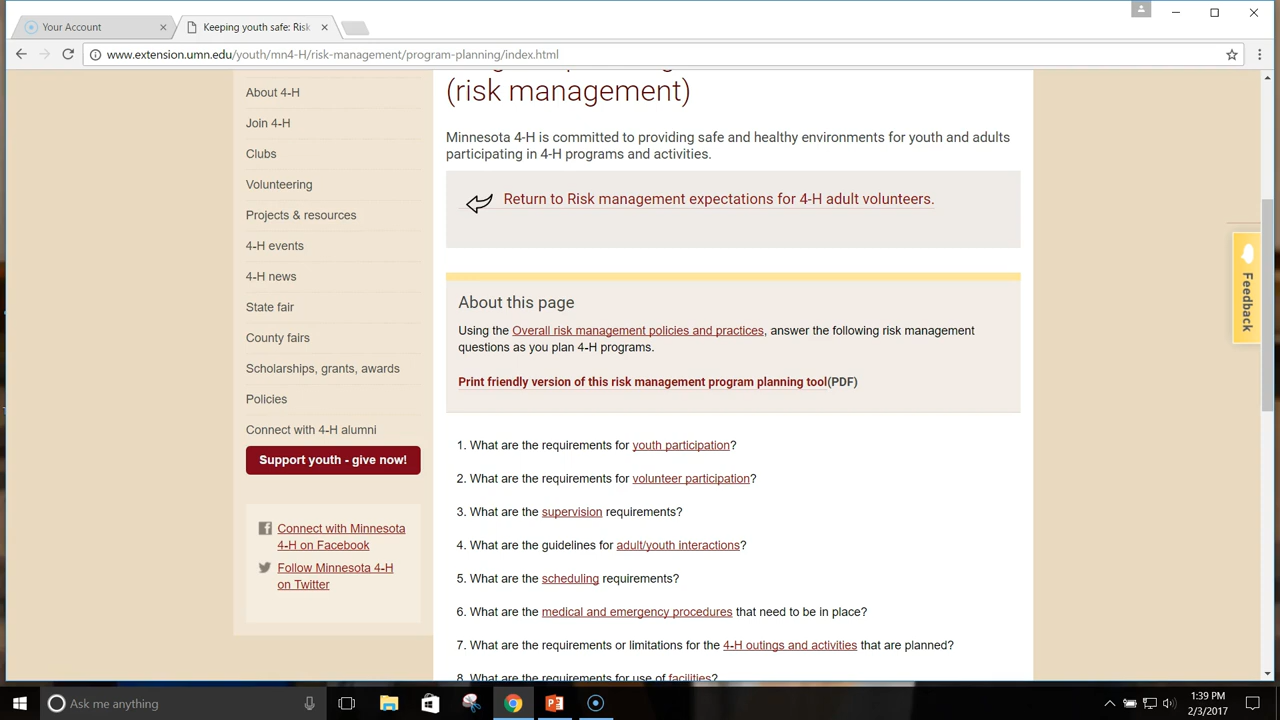 Your Account
Keeping youth safe: Risk
www.extension.umn.edu/youth/mn4-H/risk-management/program-planning/index.html
About 4-H
Join 4-H
Clubs
Volunteering
Projects & resources
4-H events
4-H news
State fair
County fairs
Scholarships, grants, awards
Policies
Connect with 4-H alumni
Support youth - give now!
Connect with Minnesota
4-H on Facebook
Follow Minnesota 4-H
on Twitter
(risk management)
Minnesota 4-H is committed to providing safe and healthy environments for youth and adults
participating in 4-H programs and activities.
Return to Risk management expectations for 4-H adult volunteers.
About this page
Using the Overall risk management policies and practices, answer the following risk management
questions as you plan 4-H programs.
Print friendly version of this risk management program planning tool(PDF)
1. What are the requirements for youth participation?
2. What are the requirements for volunteer participation?
3. What are the supervision requirements?
4. What are the guidelines for adult/youth interactions?
5. What are the scheduling requirements?
6. What are the medical and emergency procedures that need to be in place?
7. What are the requirements or limitations for the 4-H outings and activities that are planned?
8. What are the requirements for use of facilities?
Feedback
Ask me anything
1:39 PM
2/3/2017